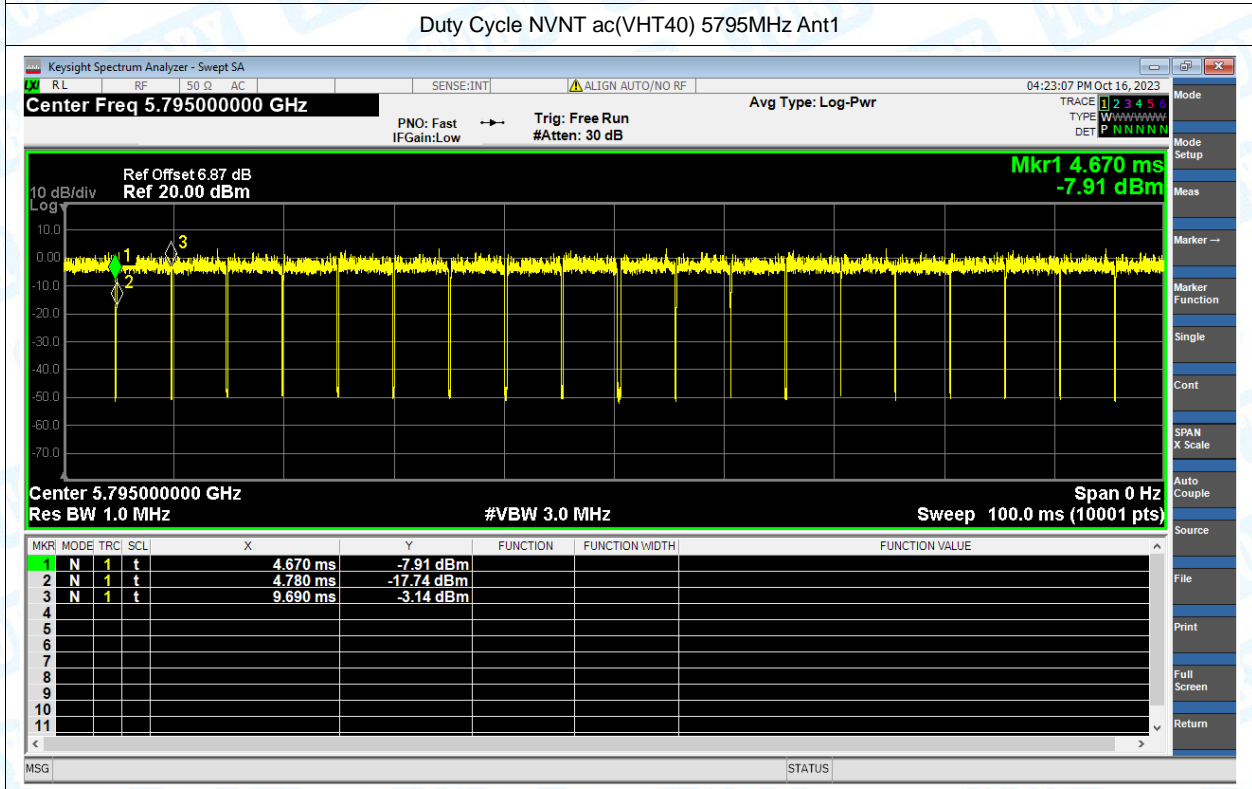 Duty Cycle NVNT ac(VHT40) 5795MHz Ant1
Keysight Spectrum Analyzer - Swept SA
LXI RL RF 50 Ω AC SENSE:INT ALIGN AUTO/NO RF 04:23:07 PM Oct 16, 2023
Center Freq 5.795000000 GHz Avg Type: Log-Pwr TRACE 1 2 3 4 5 6
PNO: Fast Trig: Free Run TYPE WWWWWW
IFGain:Low #Atten: 30 dB DET P N N N N N
Mkr1 4.670 ms
Ref Offset 6.87 dB
10 dB/div Ref 20.00 dBm -7.91 dBm
Log
10.0
0.00
-10.0
-20.0
-30.0
-40.0
-50.0
-60.0
-70.0
1
2
3
Center 5.795000000 GHz Span 0 Hz
Res BW 1.0 MHz #VBW 3.0 MHz Sweep 100.0 ms (10001 pts)
MKR MODE TRC SCL X Y FUNCTION FUNCTION WIDTH FUNCTION VALUE
1 N 1 t 4.670 ms -7.91 dBm
2 N 1 t 4.780 ms -17.74 dBm
3 N 1 t 9.690 ms -3.14 dBm
4
5
6
7
8
9
10
11
MSG STATUS
Mode
Mode Setup
Meas
Marker →
Marker Function
Single
Cont
SPAN X Scale
Auto Couple
Source
File
Print
Full Screen
Return